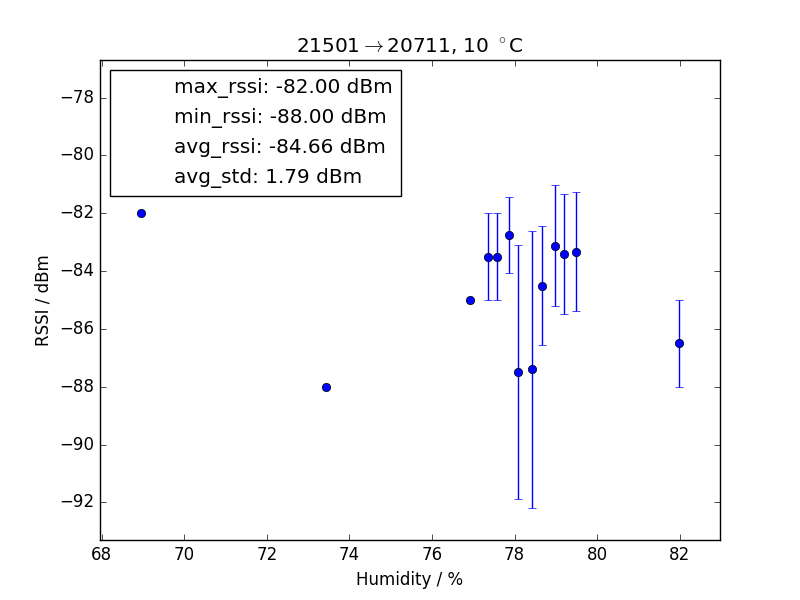 21501→20711, 10 °C
max_rssi: -82.00 dBm
min_rssi: -88.00 dBm
avg_rssi: -84.66 dBm
avg_std: 1.79 dBm
−78
−80
−82
−84
−86
−88
−90
−92
RSSI / dBm
68 70 72 74 76 78 80 82
Humidity / %